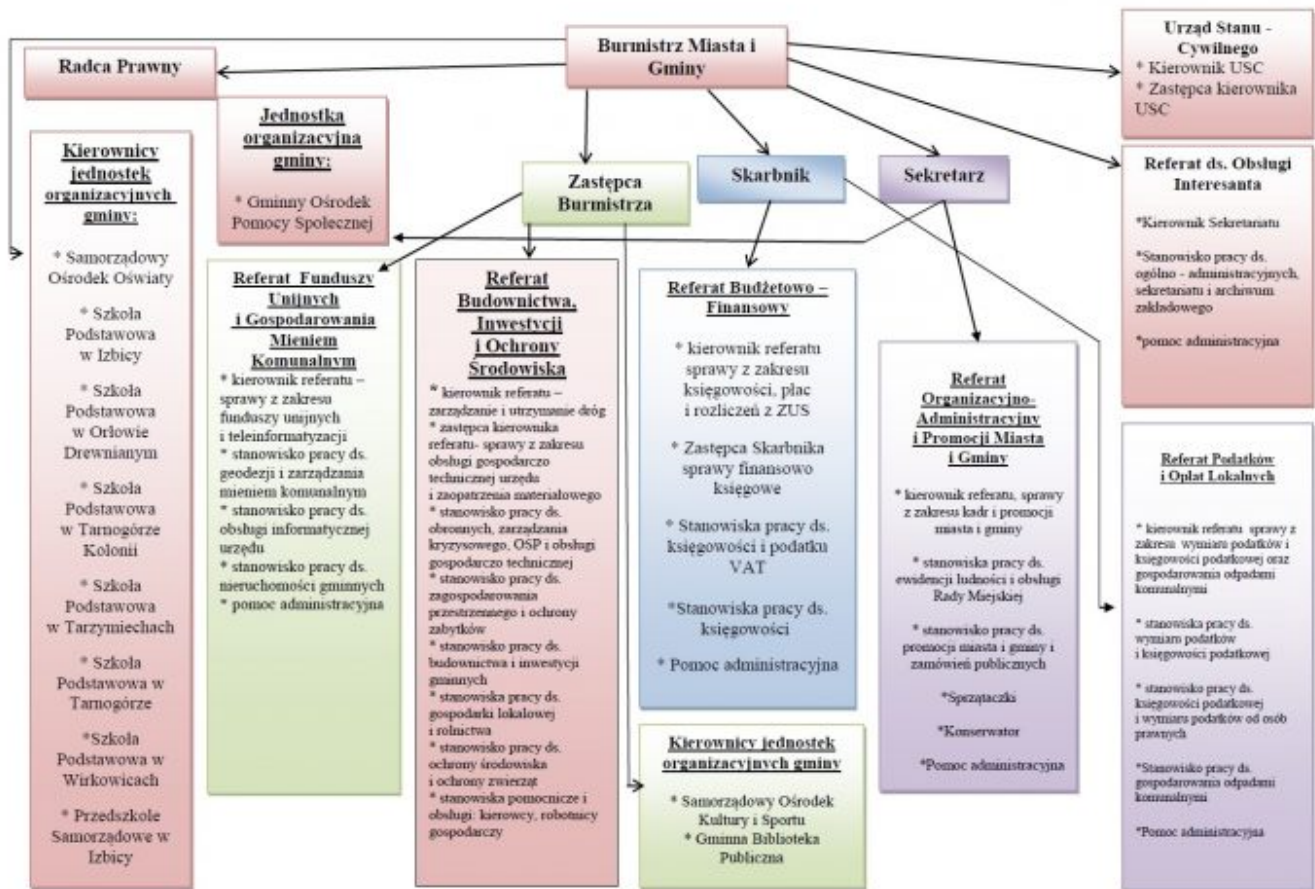 Burmistrz Miasta i
Gminy
Radca Prawny
Urząd Stanu -
Cywilnego
* Kierownik USC
* Zastępca kierownika
USC
Jednostka
organizacyjna
gminy:
* Gminny Ośrodek
Pomocy Społecznej
Kierownicy
jednostek
organizacyjnych
gminy:
* Samorządowy
Ośrodek Oświaty
* Szkoła
Podstawowa
w Izbicy
* Szkoła
Podstawowa
w Orłowie
Drewnianym
* Szkoła
Podstawowa
w Tarnogórze
Kolonii
* Szkoła
Podstawowa
w Tarzymiechach
* Szkoła
Podstawowa w
Tarnogórze
*Szkoła
Podstawowa w
Wirkowicach
* Przedszkole
Samorządowe w
Izbicy
Zastępca
Burmistrza
Skarbnik
Sekretarz
Referat ds. Obsługi
Interesanta
*Kierownik Sekretariatu
*Stanowisko pracy ds.
ogólno - administracyjnych,
sekretariatu i archiwum
zakładowego
*pomoc administracyjna
Referat Funduszy
Unijnych
i Gospodarowania
Mieniem
Komunalnym
* kierownik referatu –
sprawy z zakresu
funduszy unijnych
i teleinformatyzacji
* stanowisko pracy ds.
geodezji i zarządzania
mieniem komunalnym
* stanowisko pracy ds.
obsługi informatycznej
urzędu
* stanowisko pracy ds.
nieruchomości gminnych
* pomoc administracyjna
Referat
Budownictwa,
Inwestycji
i Ochrony
Środowiska
* kierownik referatu –
zarządzanie i utrzymanie dróg
* zastępca kierownika
referatu- sprawy z zakresu
obsługi gospodarczo
technicznej urzędu
i zaopatrzenia materiałowego
* stanowisko pracy ds.
obronnych, zarządzania
kryzysowego, OSP i obsługi
gospodarczo technicznej
* stanowisko pracy ds.
zagospodarowania
przestrzennego i ochrony
zabytków
* stanowisko pracy ds.
budownictwa i inwestycji
gminnych
* stanowiska pracy ds.
gospodarki lokalowej
i rolnictwa
* stanowisko pracy ds.
ochrony środowiska
i ochrony zwierząt
* stanowiska pomocnicze i
obsługi: kierowcy, robotnicy
gospodarczy
Referat Budżetowo –
Finansowy
* kierownik referatu
sprawy z zakresu
księgowości, płac
i rozliczeń z ZUS
* Zastępca Skarbnika
sprawy finansowo
księgowe
* Stanowiska pracy ds.
księgowości i podatku
VAT
*Stanowiska pracy ds.
księgowości
* Pomoc administracyjna
Kierownicy jednostek
organizacyjnych gminy
* Samorządowy Ośrodek
Kultury i Sportu
* Gminna Biblioteka
Publiczna
Referat
Organizacyjno-
Administracyjny
i Promocji Miasta
i Gminy
* kierownik referatu, sprawy
z zakresu kadr i promocji
miasta i gminy
* stanowiska pracy ds.
ewidencji ludności i obsługi
Rady Miejskiej
* stanowisko pracy ds.
promocji miasta i gminy i
zamówień publicznych
*Sprzątaczki
*Konserwator
*Pomoc administracyjna
Referat Podatków
i Opłat Lokalnych
* kierownik referatu sprawy z
zakresu wymiaru podatków i
księgowości podatkowej oraz
gospodarowania odpadami
komunalnymi
* stanowiska pracy ds.
wymiaru podatków
i księgowości podatkowej
* stanowisko pracy ds.
księgowości podatkowej
i wymiaru podatków od osób
prawnych
*Stanowisko pracy ds.
gospodarowania odpadami
komunalnymi
*Pomoc administracyjna